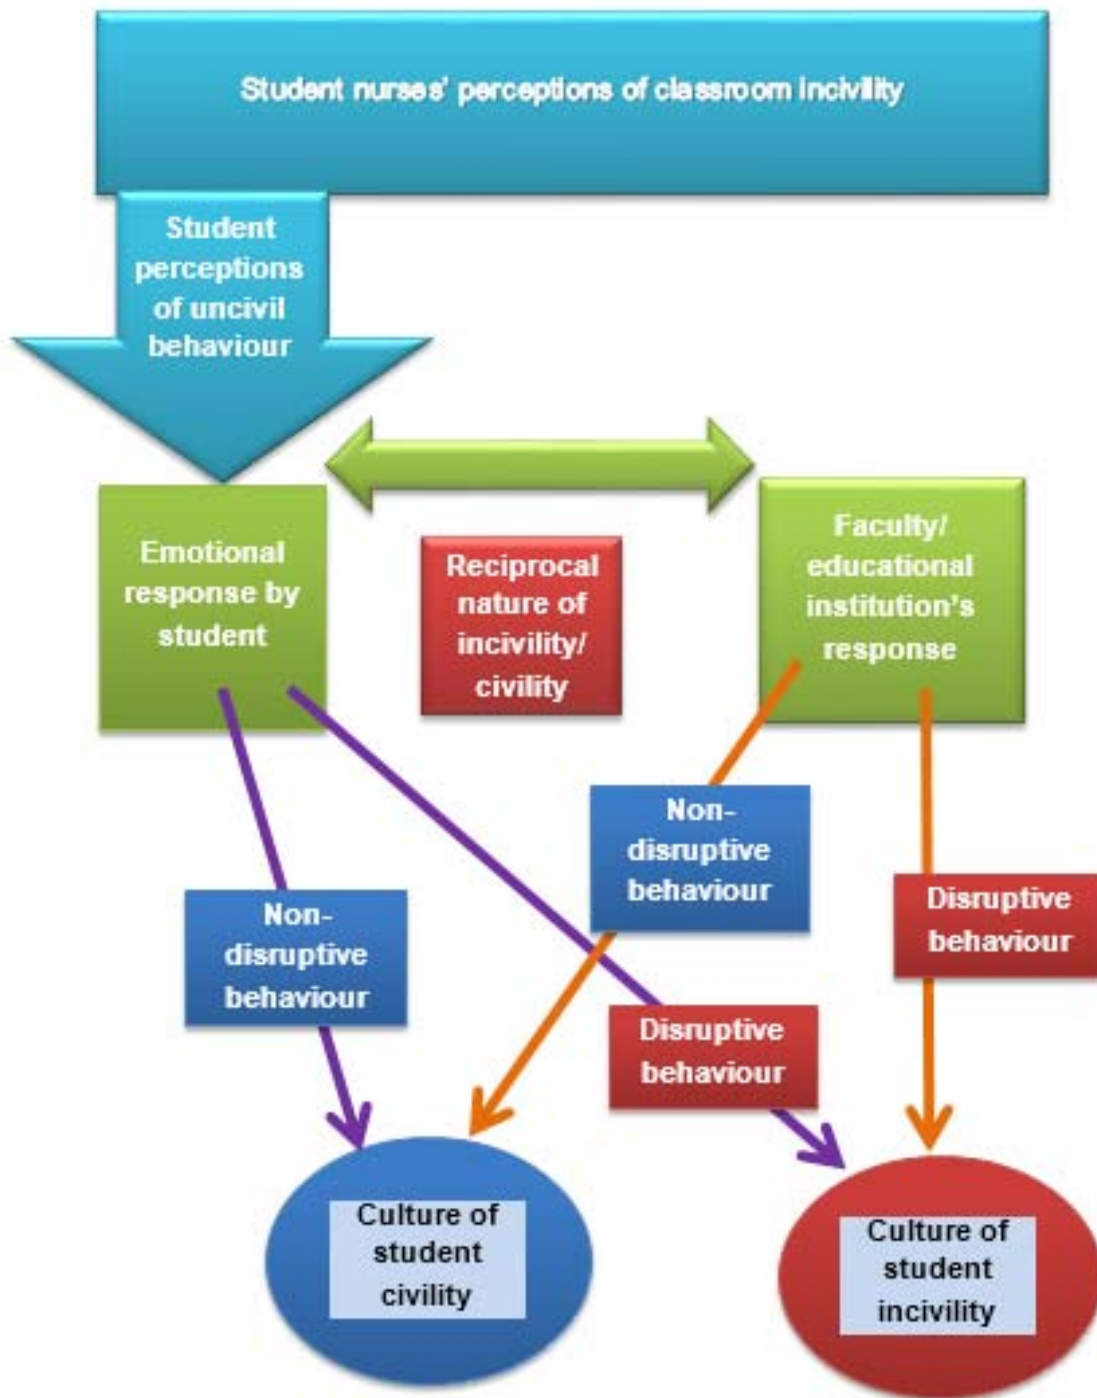 Student nurses' perceptions of classroom incivility
Student
perceptions
of uncivil
behaviour
Emotional
response by
student
Reciprocal
nature of
incivility/
civility
Faculty/
educational
institution's
response
Non-
disruptive
behaviour
Disruptive
behaviour
Non-
disruptive
behaviour
Disruptive
behaviour
Culture of
student
civility
Culture of
student
incivility